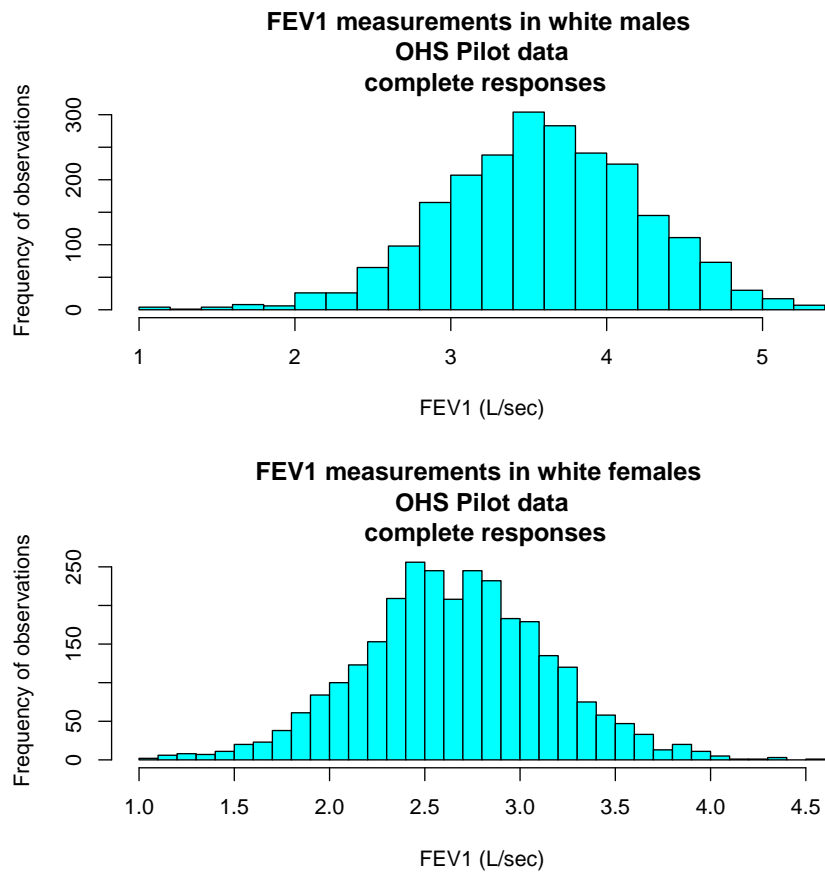 FEV1 measurements in white males
OHS Pilot data
complete responses
Frequency of observations
300
200
100
0
1 2 3 4 5
FEV1 (L/sec)
FEV1 measurements in white females
OHS Pilot data
complete responses
Frequency of observations
250
150
50
0
1.0 1.5 2.0 2.5 3.0 3.5 4.0 4.5
FEV1 (L/sec)